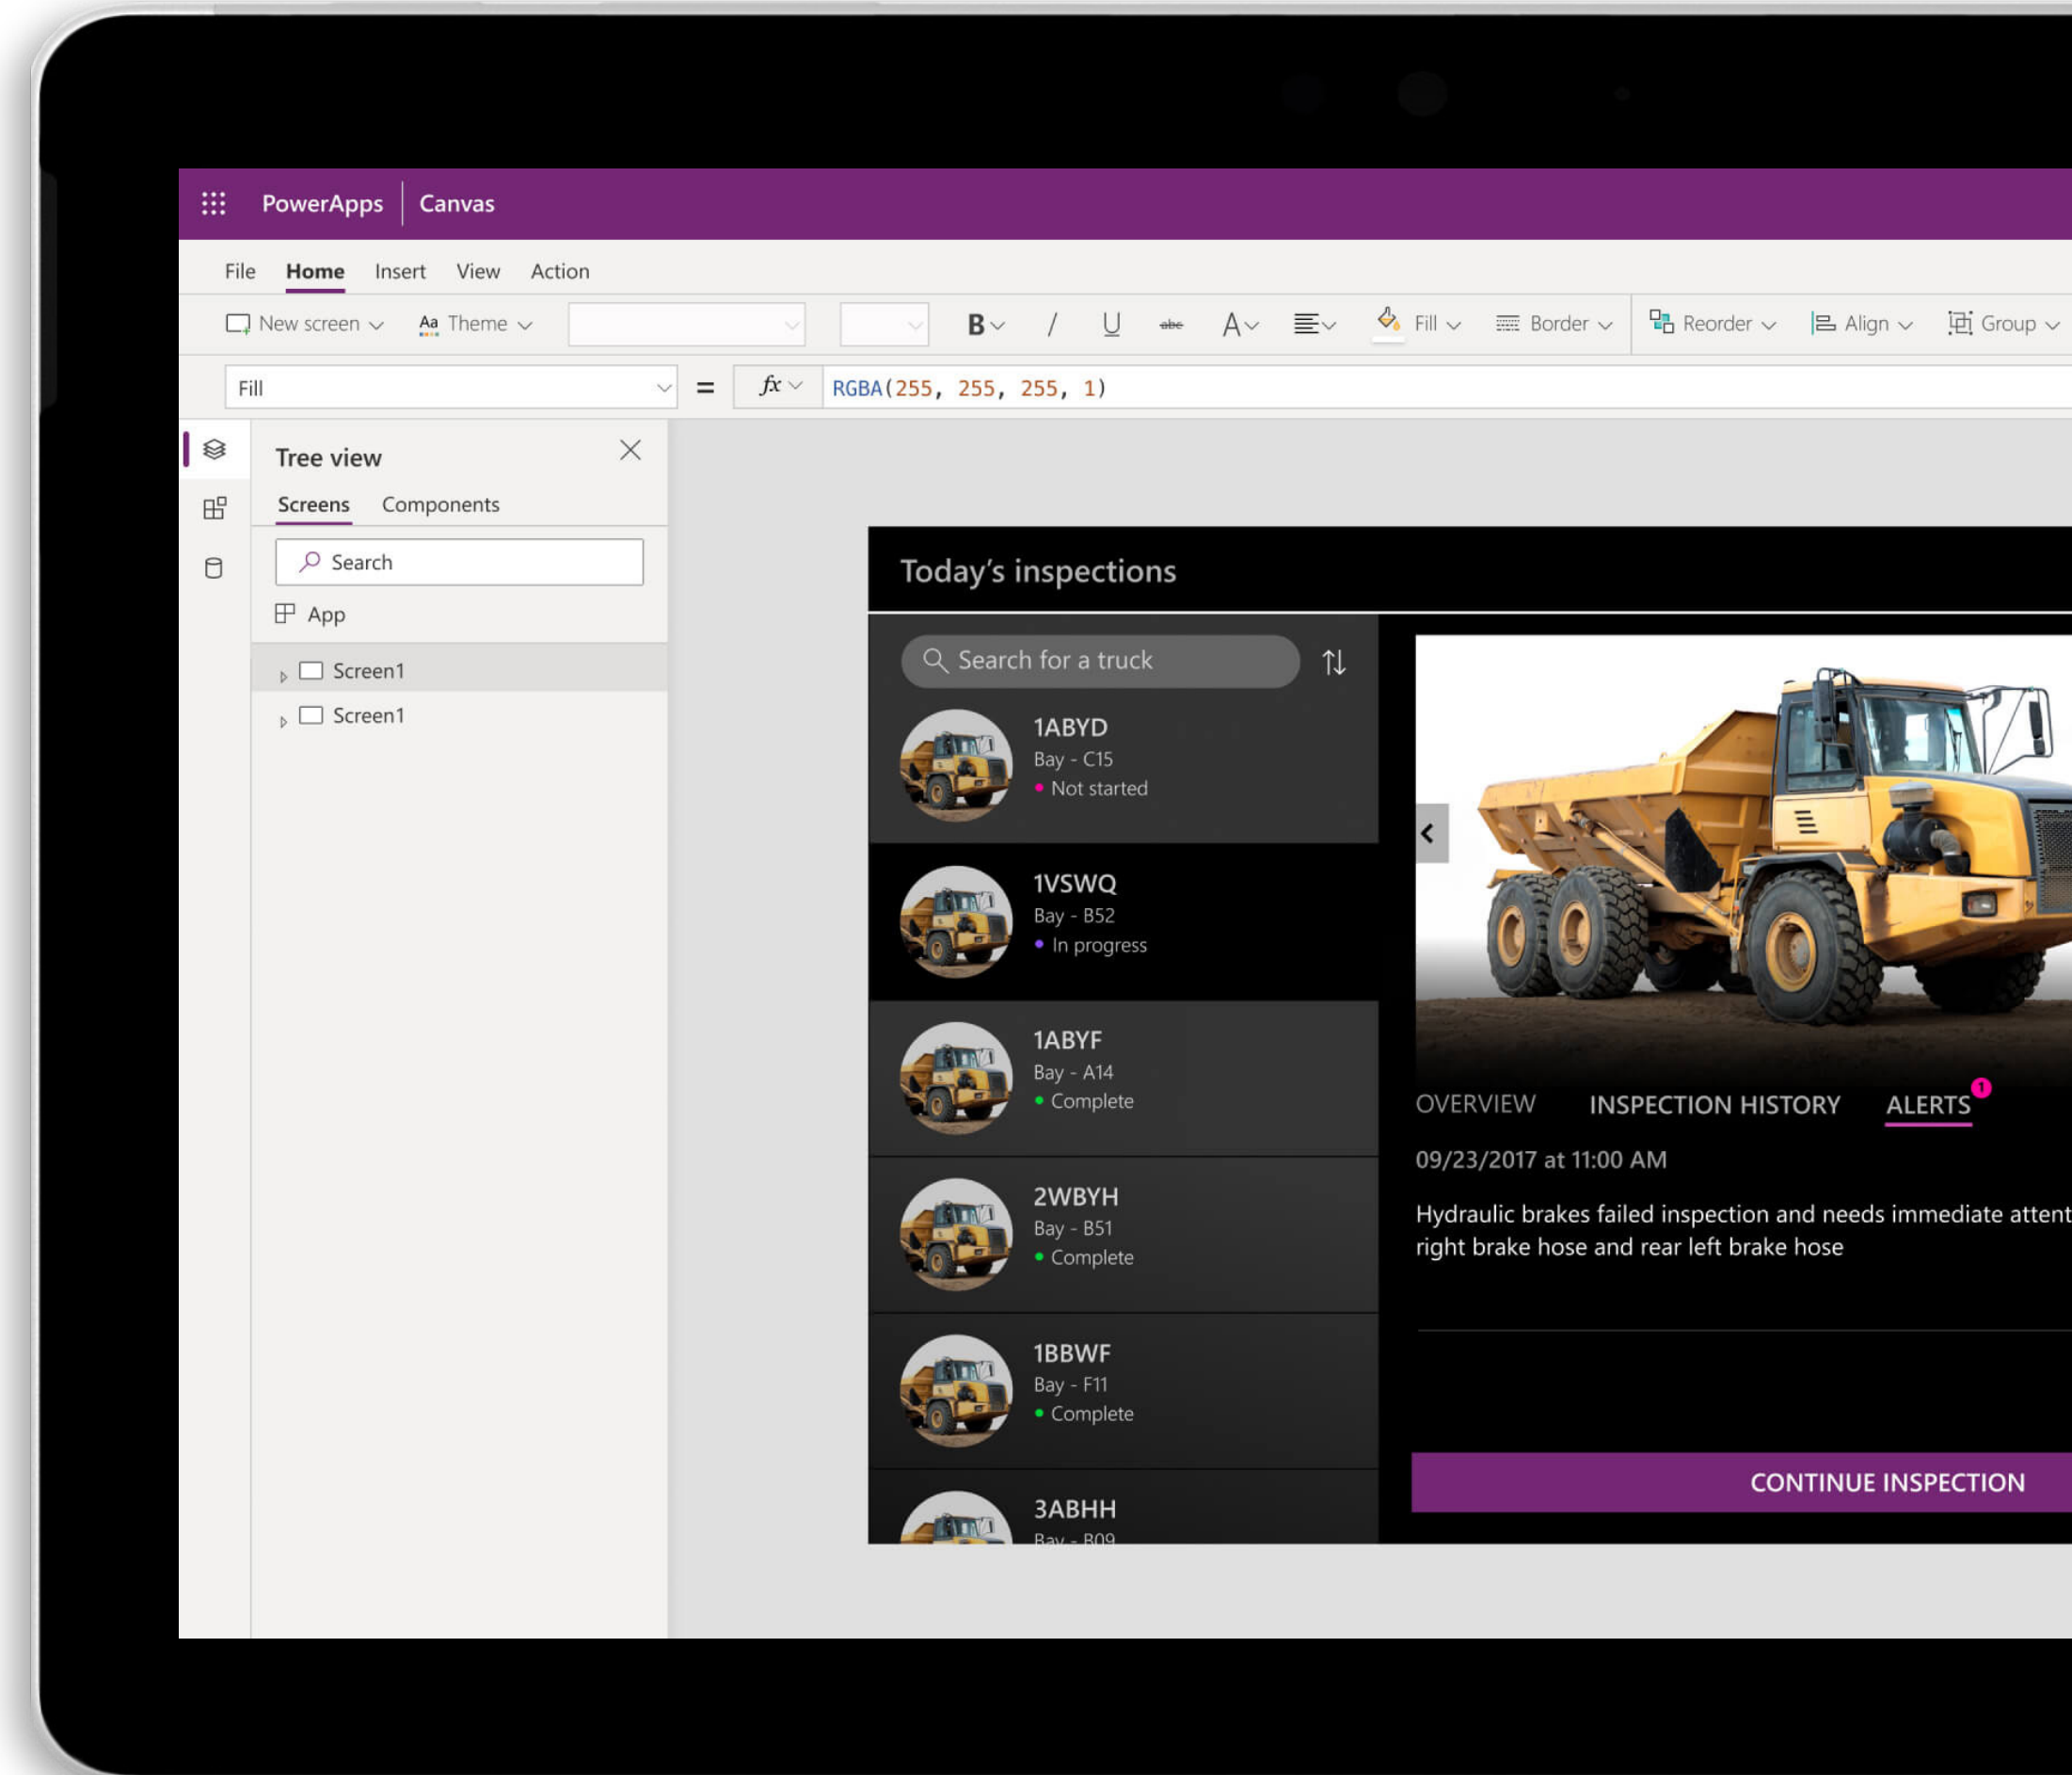 PowerApps Canvas
File Home Insert View Action
New screen Aa Theme B / U abc A Fill Border Reorder Align Group
Fill = fx RGBA(255, 255, 255, 1)
Tree view
Screens Components
Search
App
Screen1
Screen1
Today's inspections
Search for a truck
1ABYD
Bay - C15
• Not started
1VSWQ
Bay - B52
• In progress
1ABYF
Bay - A14
• Complete
2WBYH
Bay - B51
• Complete
1BBWF
Bay - F11
• Complete
3ABHH
Bay - B09
OVERVIEW INSPECTION HISTORY ALERTS 1
09/23/2017 at 11:00 AM
Hydraulic brakes failed inspection and needs immediate attent
right brake hose and rear left brake hose
CONTINUE INSPECTION